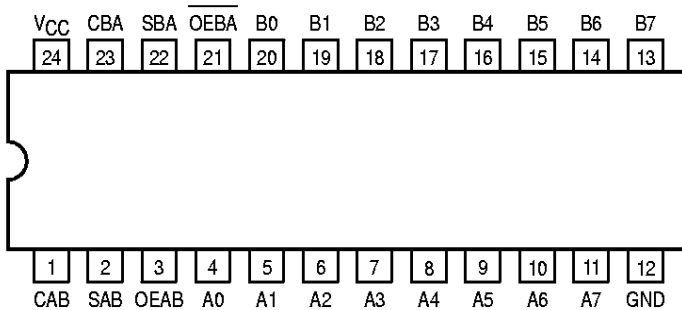 VCC CBA SBA OEBA B0 B1 B2 B3 B4 B5 B6 B7
24 23 22 21 20 19 18 17 16 15 14 13
1 2 3 4 5 6 7 8 9 10 11 12
CAB SAB OEAB A0 A1 A2 A3 A4 A5 A6 A7 GND